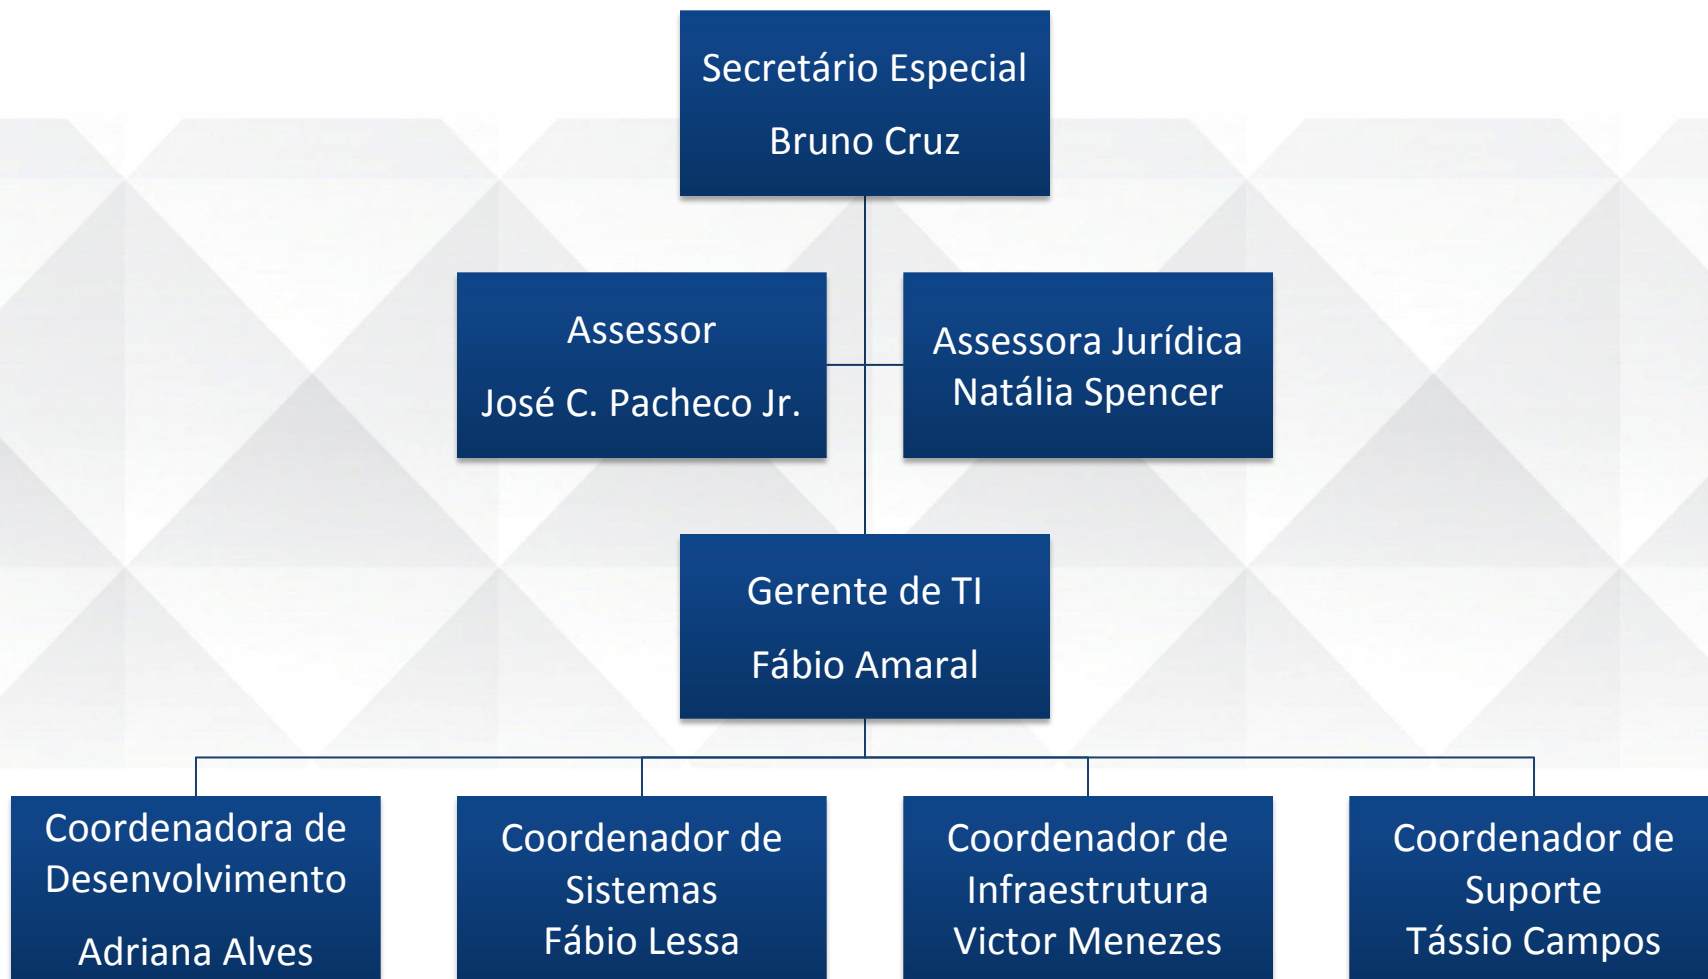 Secretário Especial
Bruno Cruz
Assessor
José C. Pacheco Jr.
Assessora Jurídica
Natália Spencer
Gerente de TI
Fábio Amaral
Coordenadora de
Desenvolvimento
Adriana Alves
Coordenador de
Sistemas
Fábio Lessa
Coordenador de
Infraestrutura
Victor Menezes
Coordenador de
Suporte
Tássio Campos